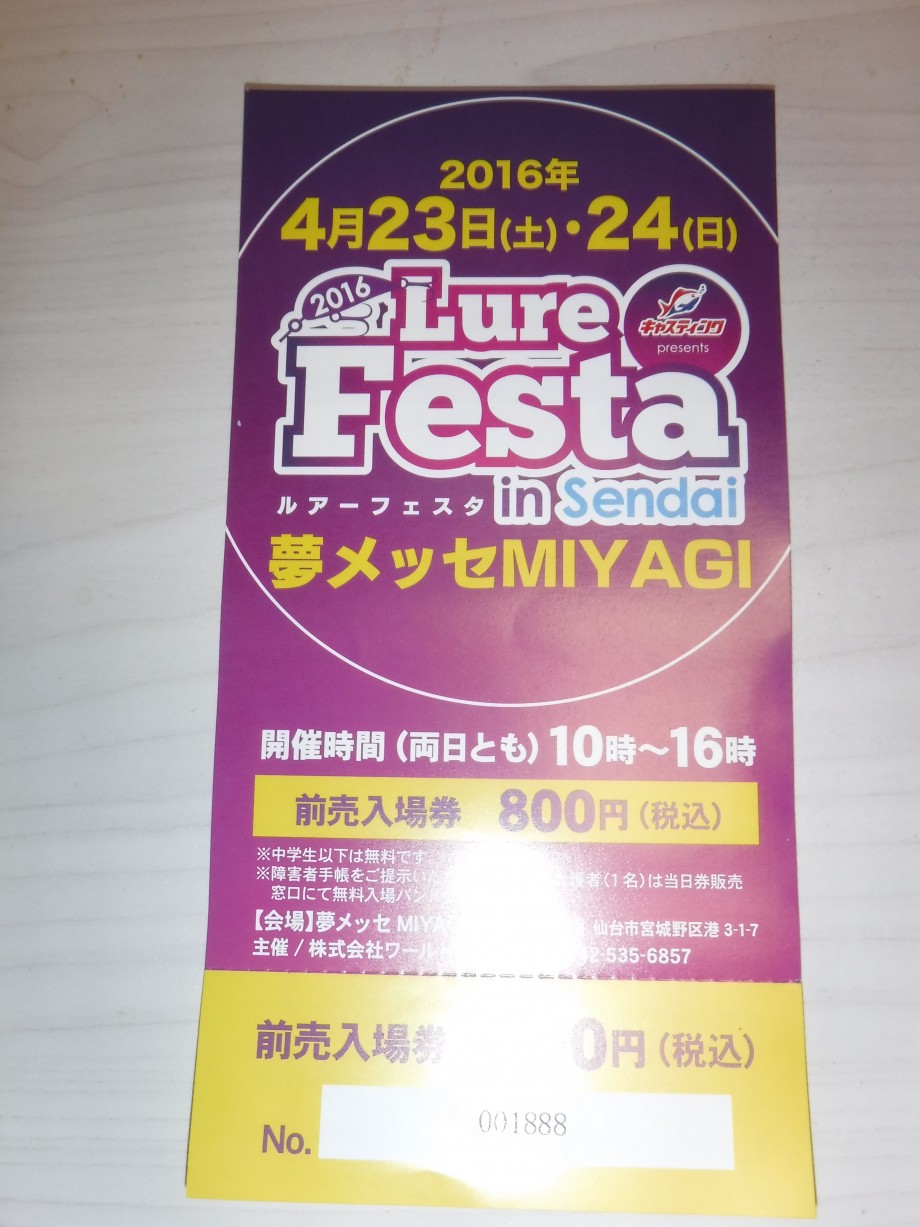 2016年
4月23日(土)・24(日)
2016
Lure
キャスティング
presents
Festa
ルアーフェスタ in Sendai
夢メッセMIYAGI
開催時間（両日とも）10時～16時
前売入場券 800円（税込）
※中学生以下は無料です
※障害者手帳をご提示い 護者（1名）は当日券販売
窓口にて無料入場
【会場】夢メッセ 仙台市宮城野区港 3-1-7
主催 / 株式会社ワール 2-535-6857
前売入場券 0円（税込）
No. 001888